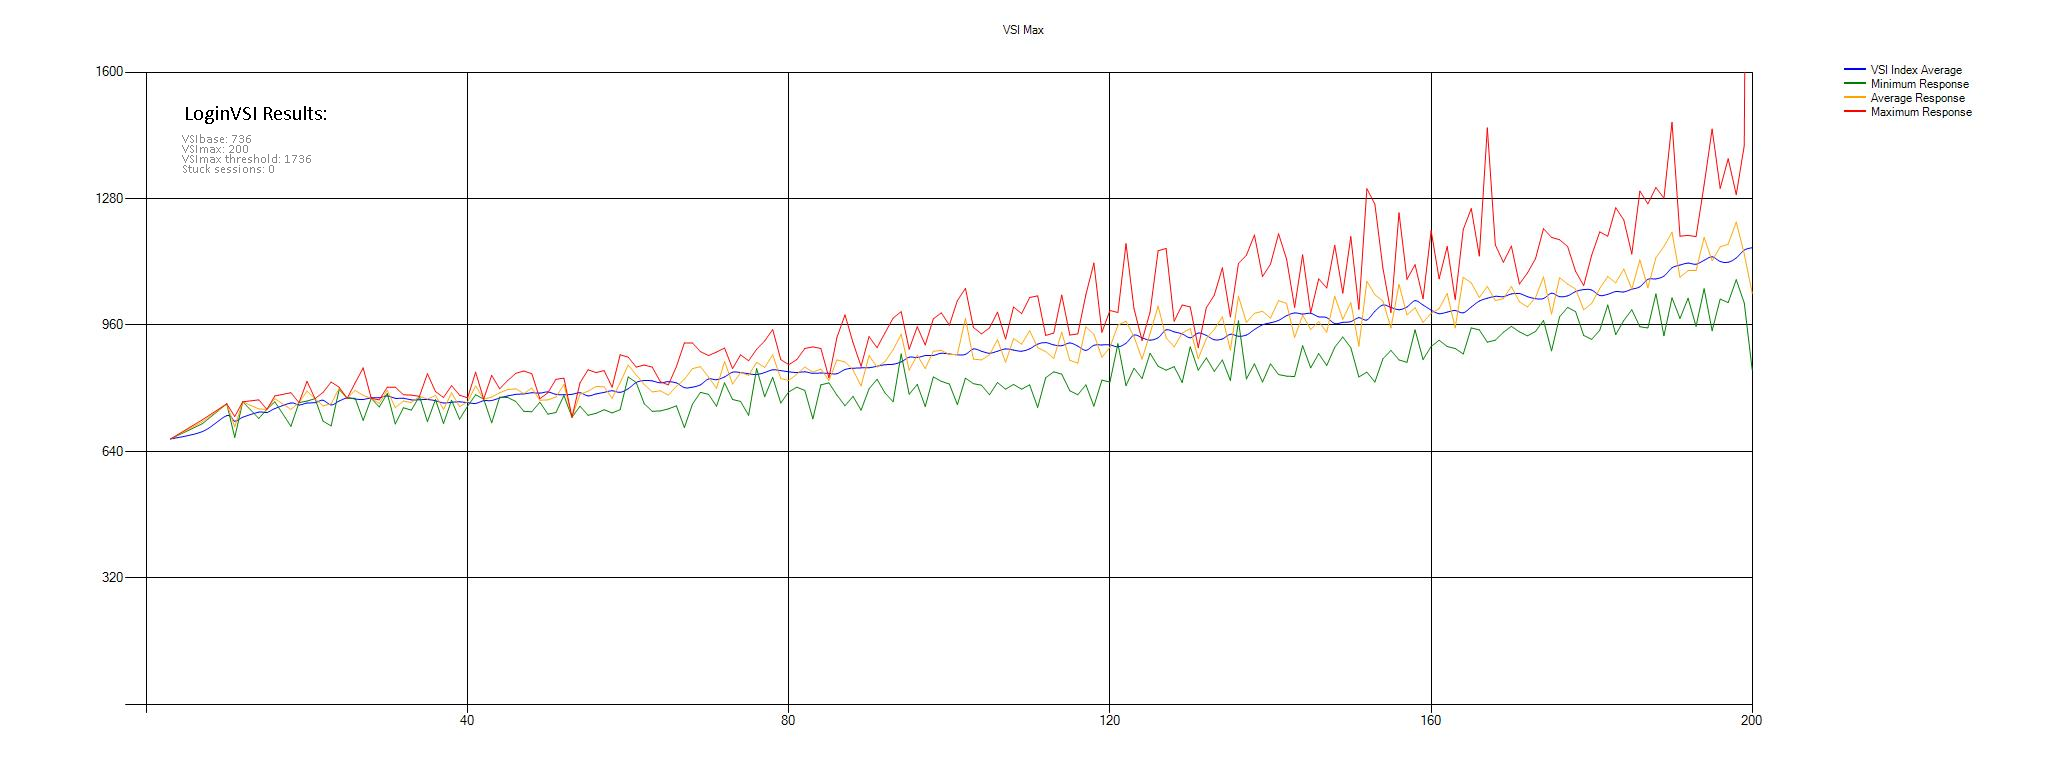 VSI Max
1600
1280
960
640
320
40
80
120
160
200
LoginVSI Results:
VSIbase: 736
VSImax: 200
VSImax threshold: 1736
Stuck sessions: 0
VSI Index Average
Minimum Response
Average Response
Maximum Response